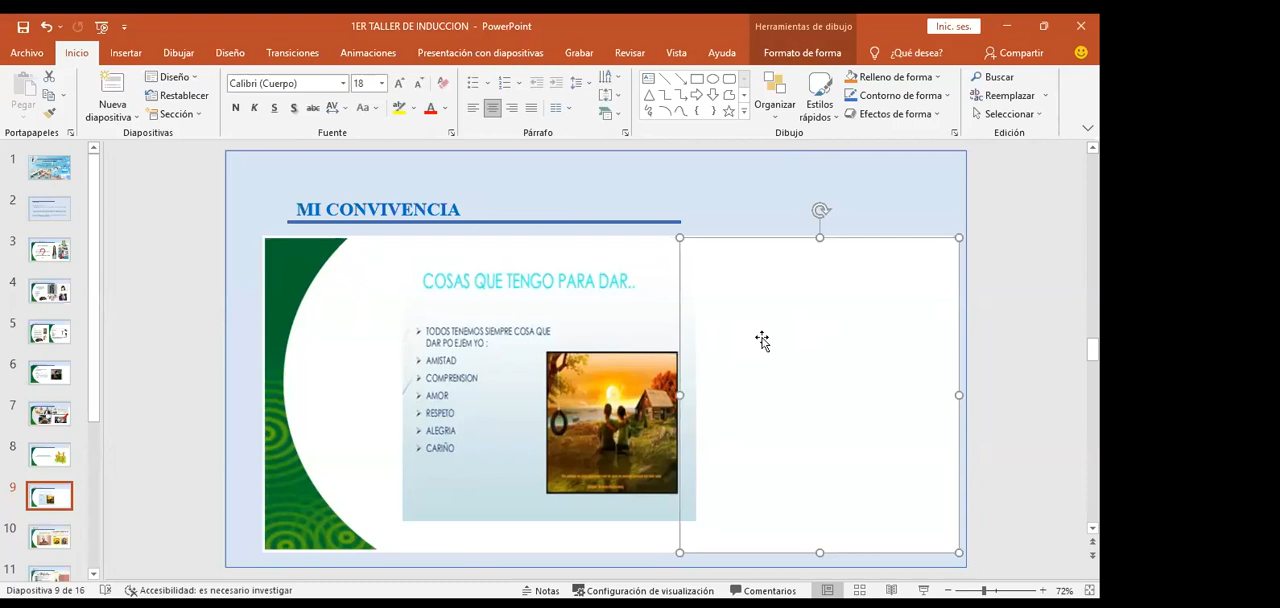 1ER TALLER DE INDUCCION - PowerPoint
Herramientas de dibujo
Inic. ses.
Archivo Inicio Insertar Dibujar Diseño Transiciones Animaciones Presentación con diapositivas Grabar Revisar Vista Ayuda Formato de forma ¿Qué desea? Compartir
Pegar
Nueva diapositiva
Diseño
Restablecer
Sección
Calibri (Cuerpo) 18
N K S S abc AV Aa A
Organizar
Estilos rápidos
Relleno de forma
Contorno de forma
Efectos de forma
Buscar
Reemplazar
Seleccionar
Portapapeles Diapositivas Fuente Párrafo Dibujo Edición
1
2
3
4
5
6
7
8
9
10
11
MI CONVIVENCIA
COSAS QUE TENGO PARA DAR..
TODOS TENEMOS SIEMPRE COSA QUE
DAR PO EJEM YO :
AMISTAD
COMPRENSION
AMOR
RESPETO
ALEGRIA
CARIÑO
Diapositiva 9 de 16 Accesibilidad: es necesario investigar Notas Configuración de visualización Comentarios 72%